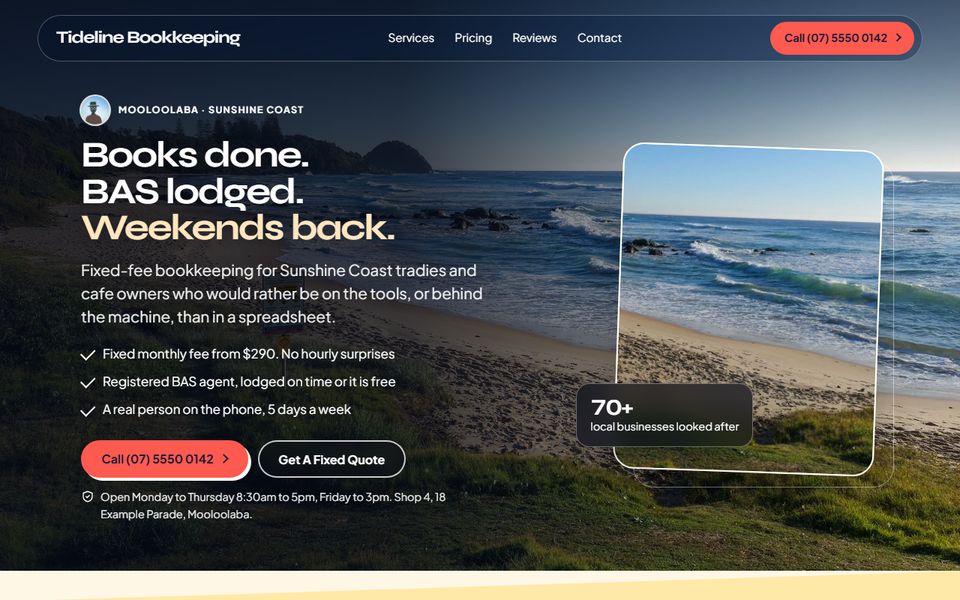 Tideline Bookkeeping
Services
Pricing
Reviews
Contact
Call (07) 5550 0142
MOOLOOLABA · SUNSHINE COAST
Books done.
BAS lodged.
Weekends back.
Fixed-fee bookkeeping for Sunshine Coast tradies and
cafe owners who would rather be on the tools, or behind
the machine, than in a spreadsheet.
Fixed monthly fee from $290. No hourly surprises
Registered BAS agent, lodged on time or it is free
A real person on the phone, 5 days a week
Call (07) 5550 0142
Get A Fixed Quote
Open Monday to Thursday 8:30am to 5pm, Friday to 3pm. Shop 4, 18
Example Parade, Mooloolaba.
70+
local businesses looked after